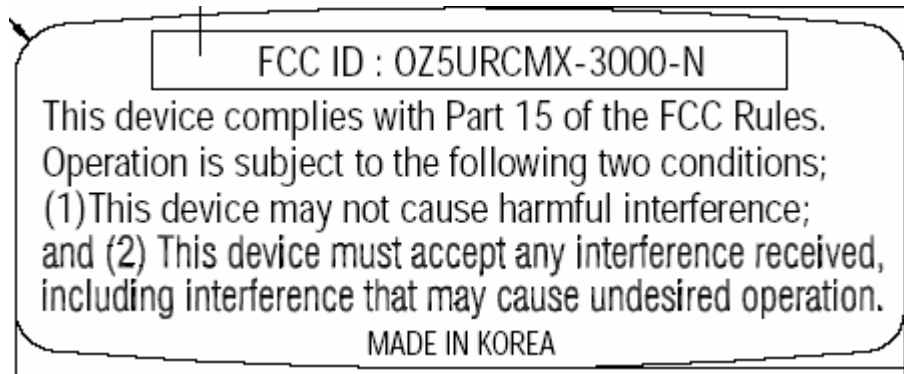 FCC ID : OZ5URCMX-3000-N
This device complies with Part 15 of the FCC Rules.
Operation is subject to the following two conditions;
(1)This device may not cause harmful interference;
and (2) This device must accept any interference received,
including interference that may cause undesired operation.
MADE IN KOREA